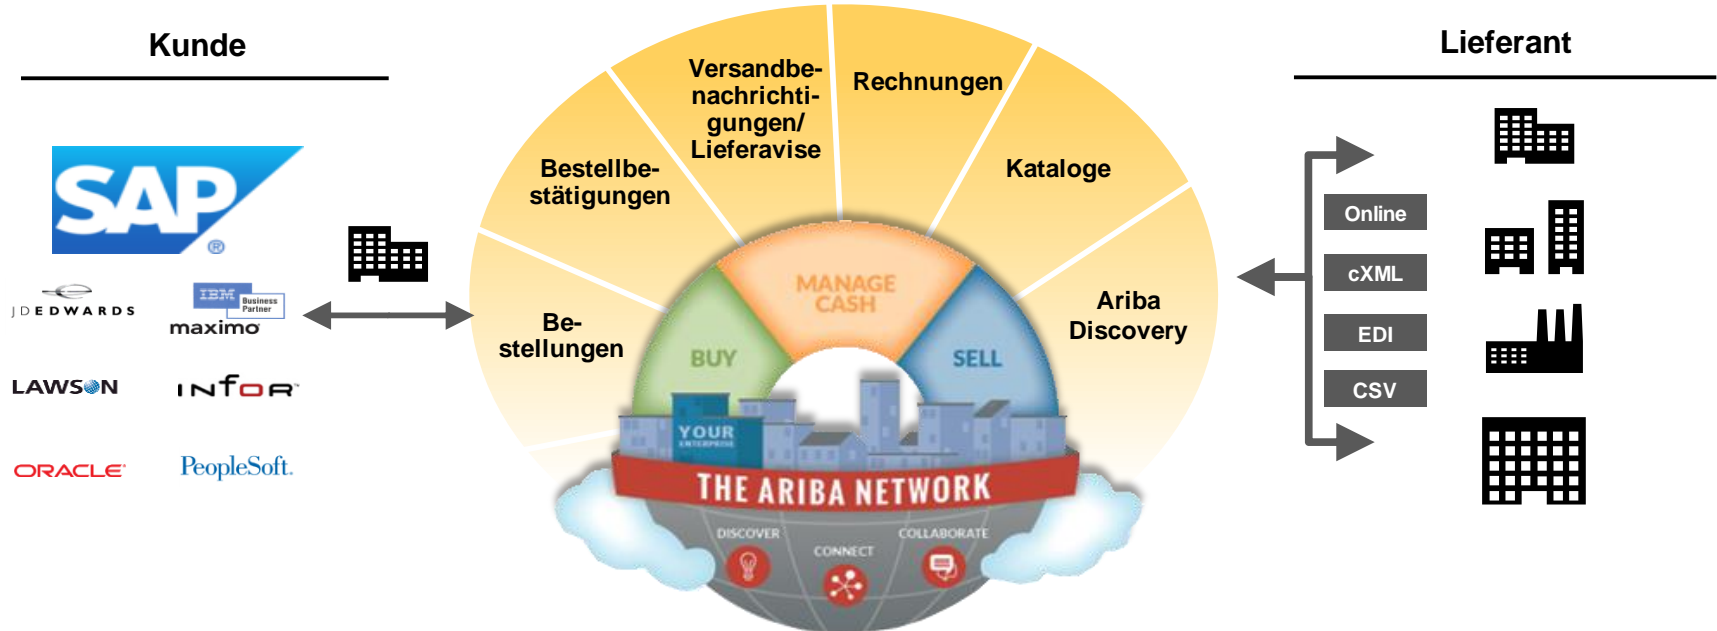 Kunde
SAP
®
JDEDWARDS
IBM
Business
Partner
maximo
LAWSON
INFOR
ORACLE
PeopleSoft.
Be-
stellungen
Bestellbe-
stätigungen
Versandbe-
nachrichti-
gungen/
Lieferavise
Rechnungen
Kataloge
Ariba
Discovery
BUY
MANAGE
CASH
SELL
YOUR
ENTERPRISE
THE ARIBA NETWORK
DISCOVER
CONNECT
COLLABORATE
Lieferant
Online
cXML
EDI
CSV